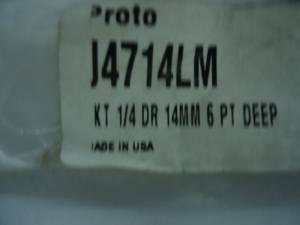 Proto
J4714LM
KT 1/4 DR 14MM 6 PT DEEP
ADE IN USA